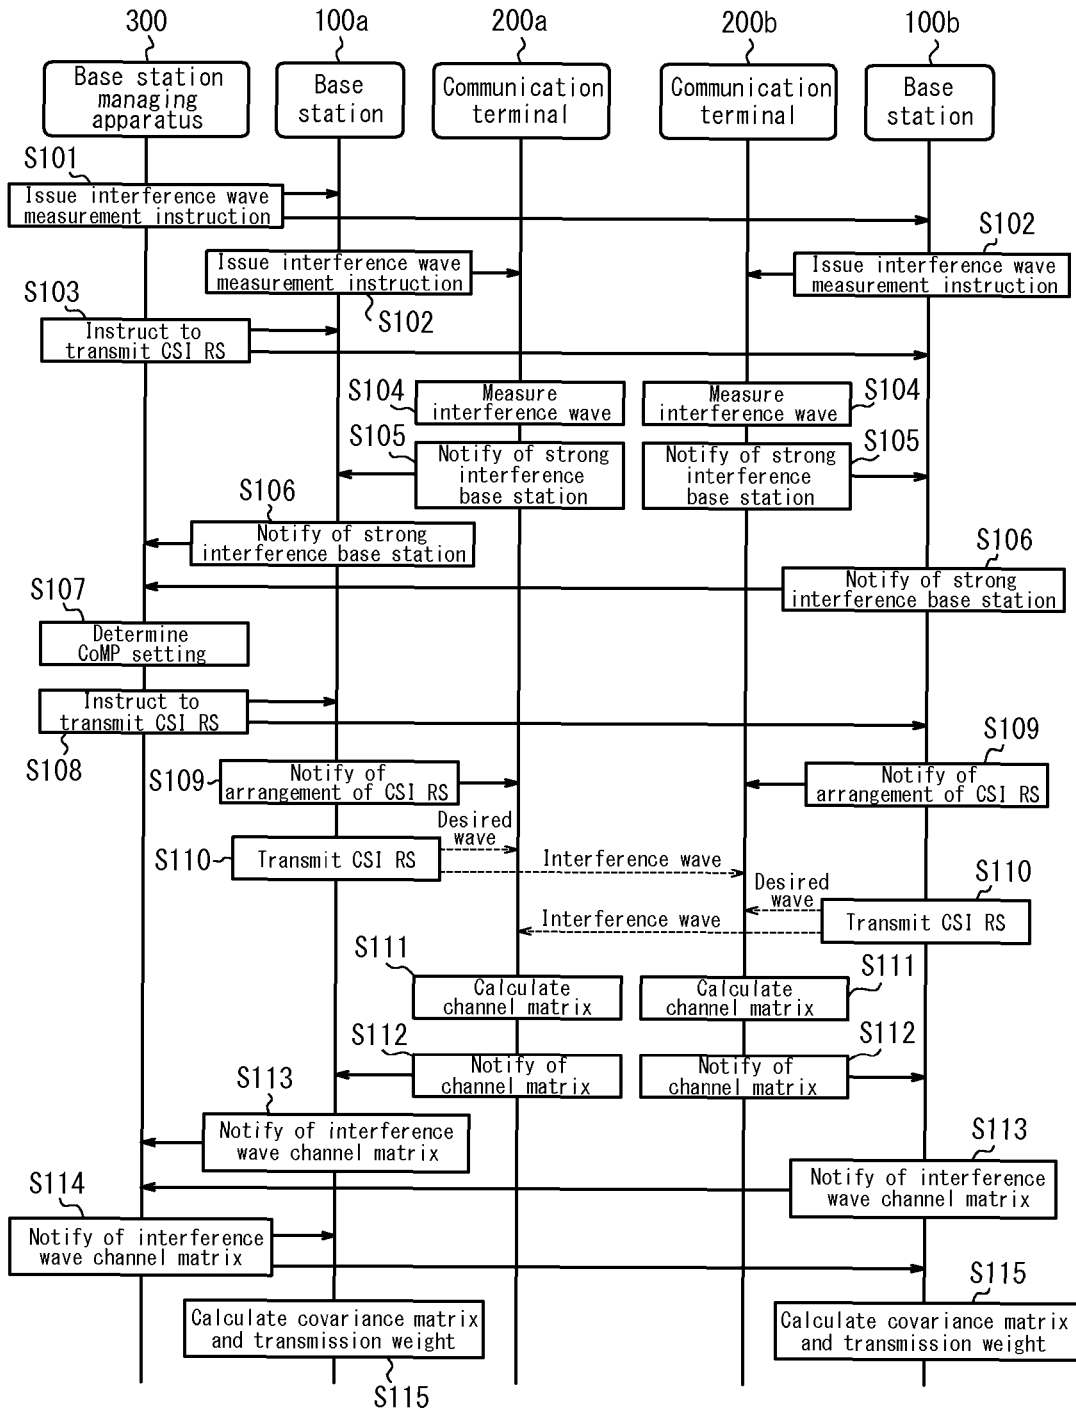 300
100a
200a
200b
100b
Base station
managing
apparatus
Base
station
Communication
terminal
Communication
terminal
Base
station
S101
Issue interference wave
measurement instruction
S102
Issue interference wave
measurement instruction
S102
Issue interference wave
measurement instruction
S103
Instruct to
transmit CSI RS
S104
Measure
interference wave
Measure
interference wave
S104
S105
Notify of strong
interference
base station
Notify of strong
interference
base station
S105
S106
Notify of strong
interference base station
S106
Notify of strong
interference base station
S107
Determine
CoMP setting
Instruct to
transmit CSI RS
S108
S109
Notify of
arrangement of CSI RS
S109
Notify of
arrangement of CSI RS
Desired
wave
S110
Transmit CSI RS
Interference wave
S110
Desired
wave
Interference wave
Transmit CSI RS
S111
Calculate
channel matrix
Calculate
channel matrix
S111
S112
Notify of
channel matrix
Notify of
channel matrix
S112
S113
Notify of interference
wave channel matrix
S113
Notify of interference
wave channel matrix
S114
Notify of interference
wave channel matrix
S115
Calculate covariance matrix
and transmission weight
Calculate covariance matrix
and transmission weight
S115